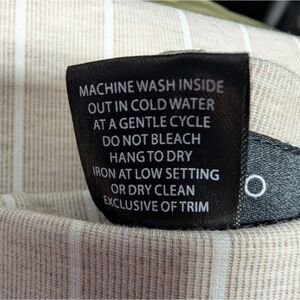 MACHINE WASH INSIDE
OUT IN COLD WATER
AT A GENTLE CYCLE
DO NOT BLEACH
HANG TO DRY
IRON AT LOW SETTING
OR DRY CLEAN
EXCLUSIVE OF TRIM
O